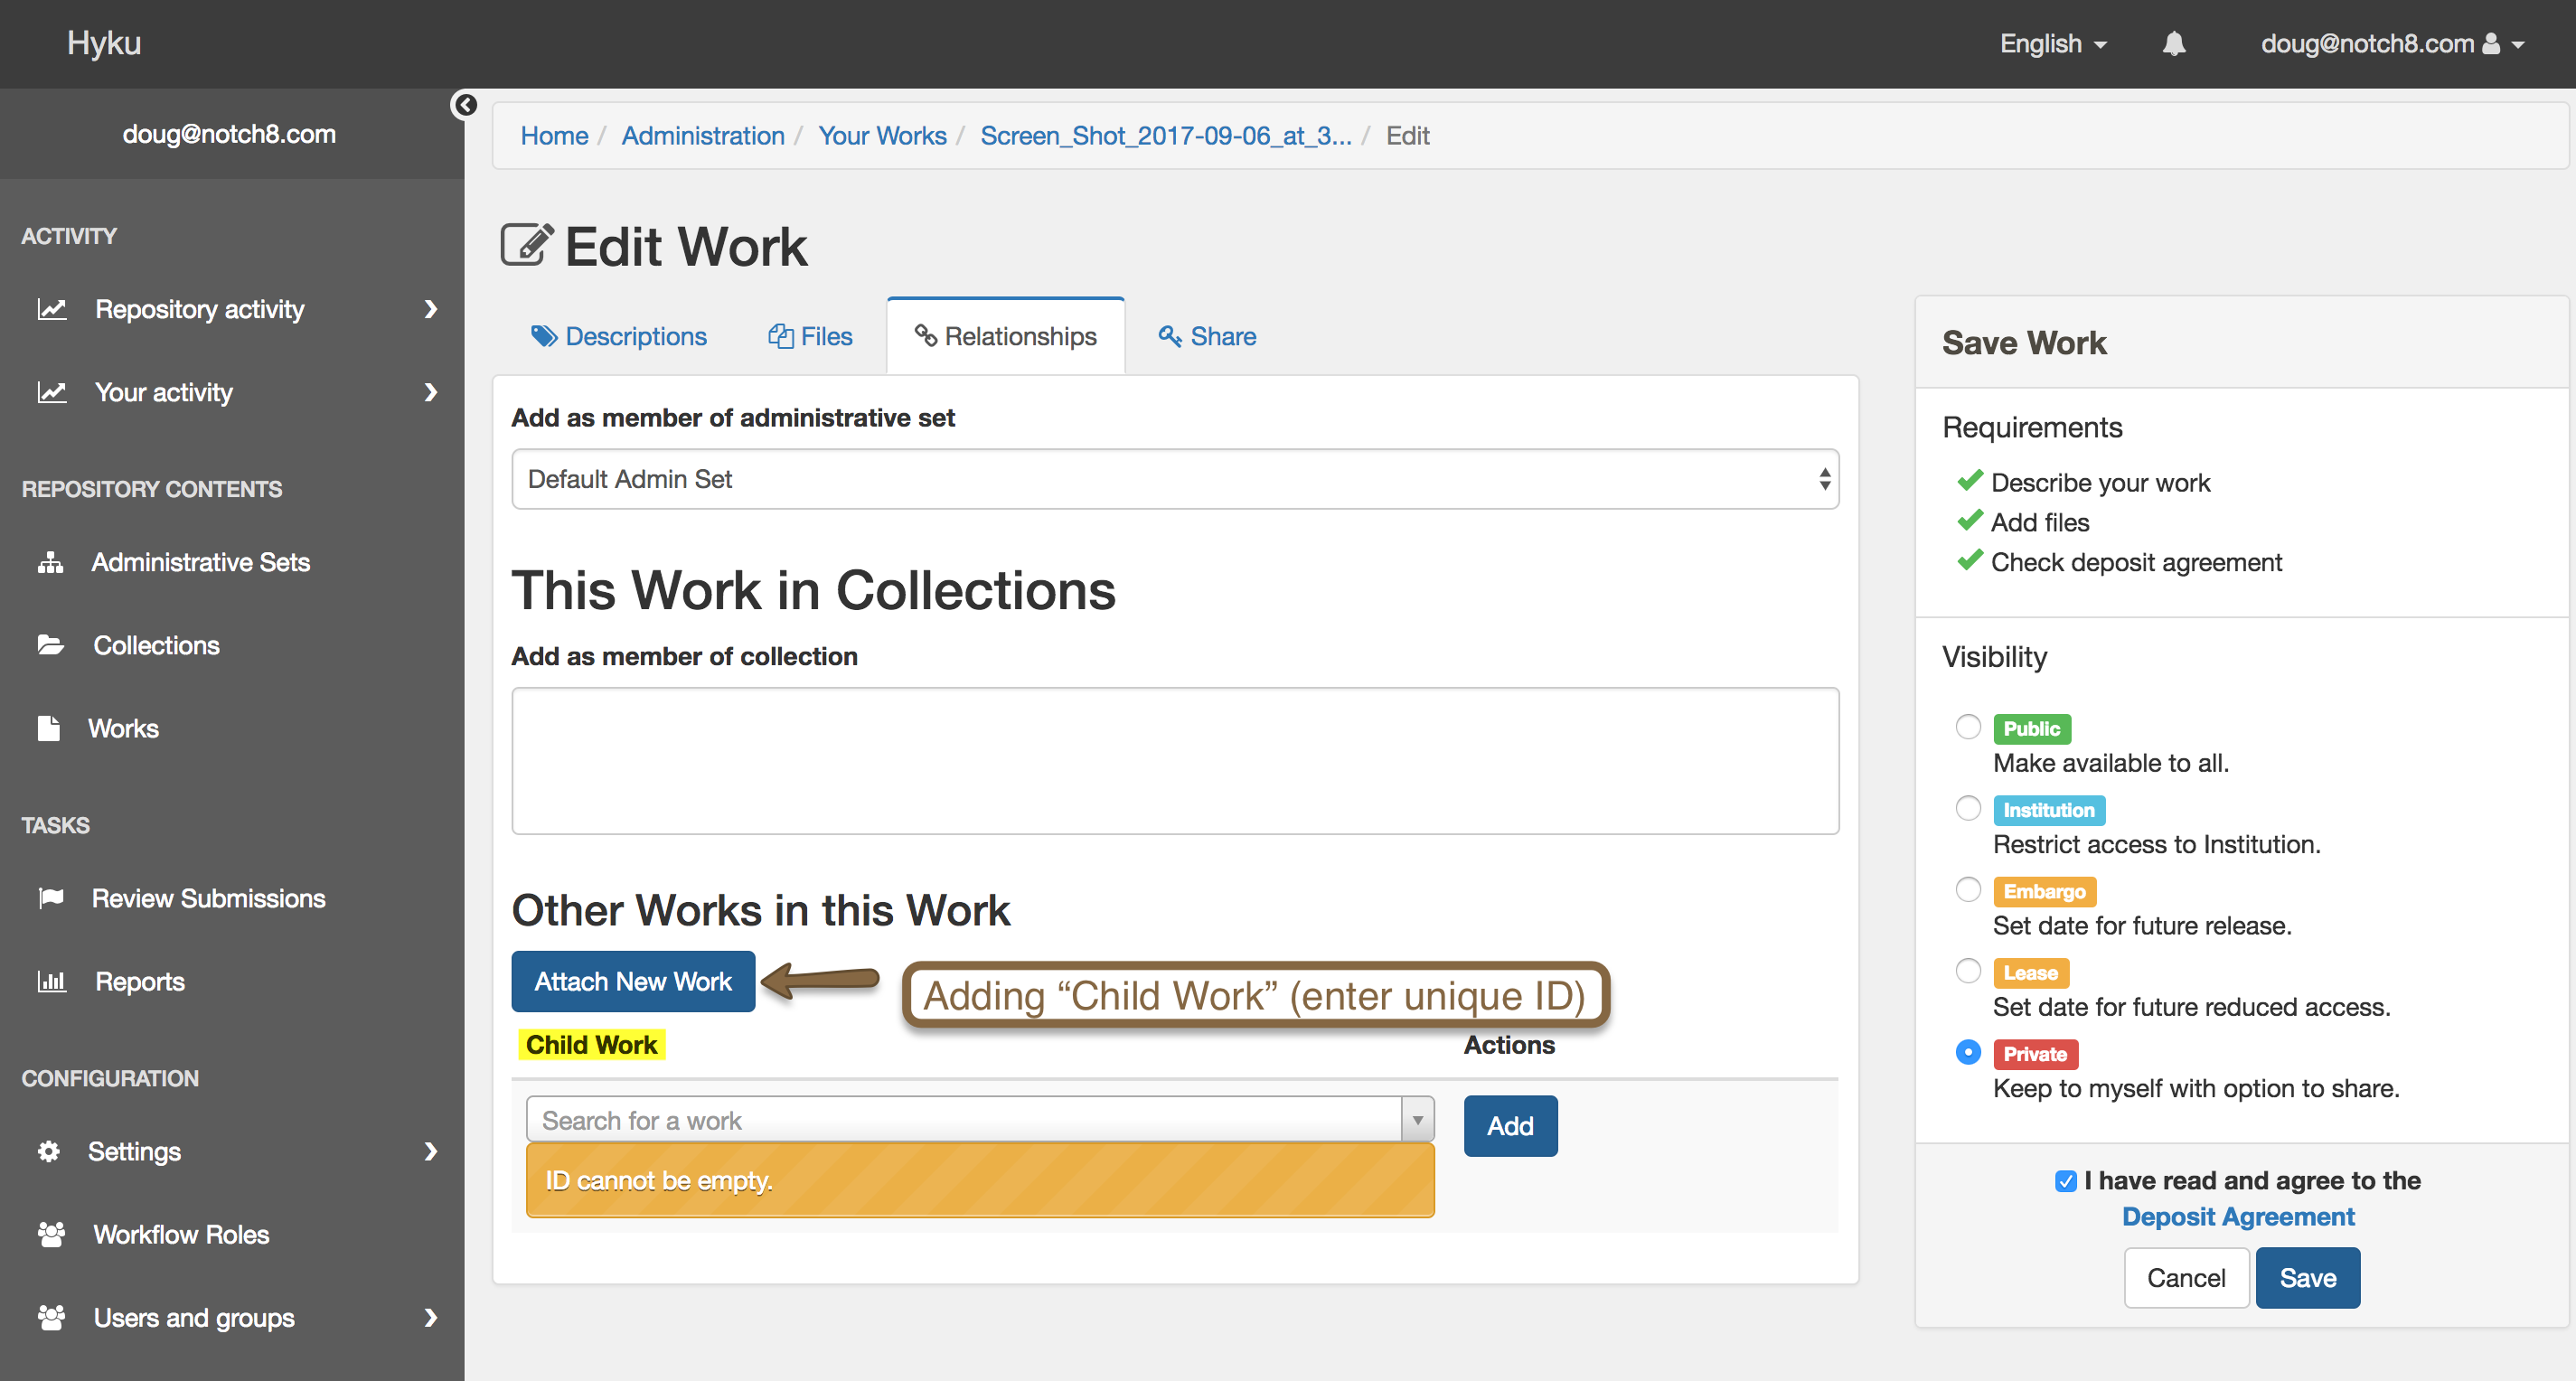 Hyku
English
doug@notch8.com
doug@notch8.com
ACTIVITY
Repository activity
Your activity
REPOSITORY CONTENTS
Administrative Sets
Collections
Works
TASKS
Review Submissions
Reports
CONFIGURATION
Settings
Workflow Roles
Users and groups
Home / Administration / Your Works / Screen_Shot_2017-09-06_at_3... / Edit
Edit Work
Descriptions
Files
Relationships
Share
Add as member of administrative set
Default Admin Set
This Work in Collections
Add as member of collection
Other Works in this Work
Attach New Work
Adding “Child Work” (enter unique ID)
Child Work
Actions
Search for a work
Add
ID cannot be empty.
Save Work
Requirements
Describe your work
Add files
Check deposit agreement
Visibility
Public
Make available to all.
Institution
Restrict access to Institution.
Embargo
Set date for future release.
Lease
Set date for future reduced access.
Private
Keep to myself with option to share.
I have read and agree to the
Deposit Agreement
Cancel
Save